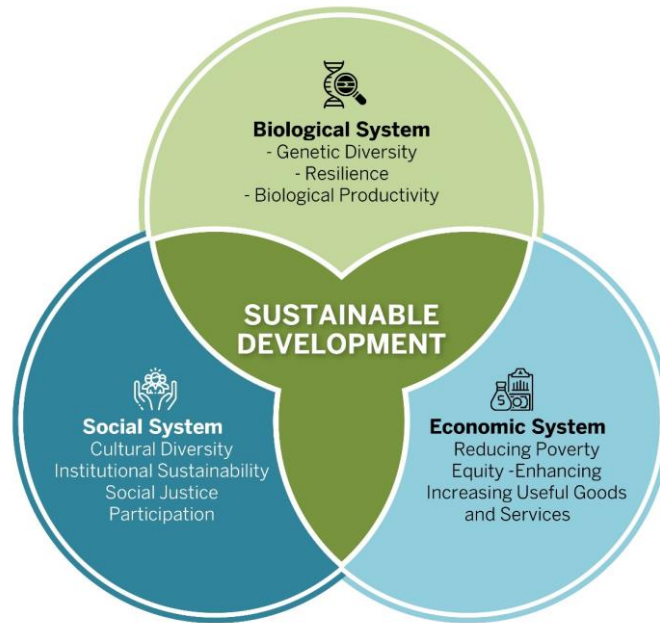 Biological System
- Genetic Diversity
- Resilience
- Biological Productivity
SUSTAINABLE
DEVELOPMENT
Social System
Cultural Diversity
Institutional Sustainability
Social Justice
Participation
$
Economic System
Reducing Poverty
Equity -Enhancing
Increasing Useful Goods
and Services